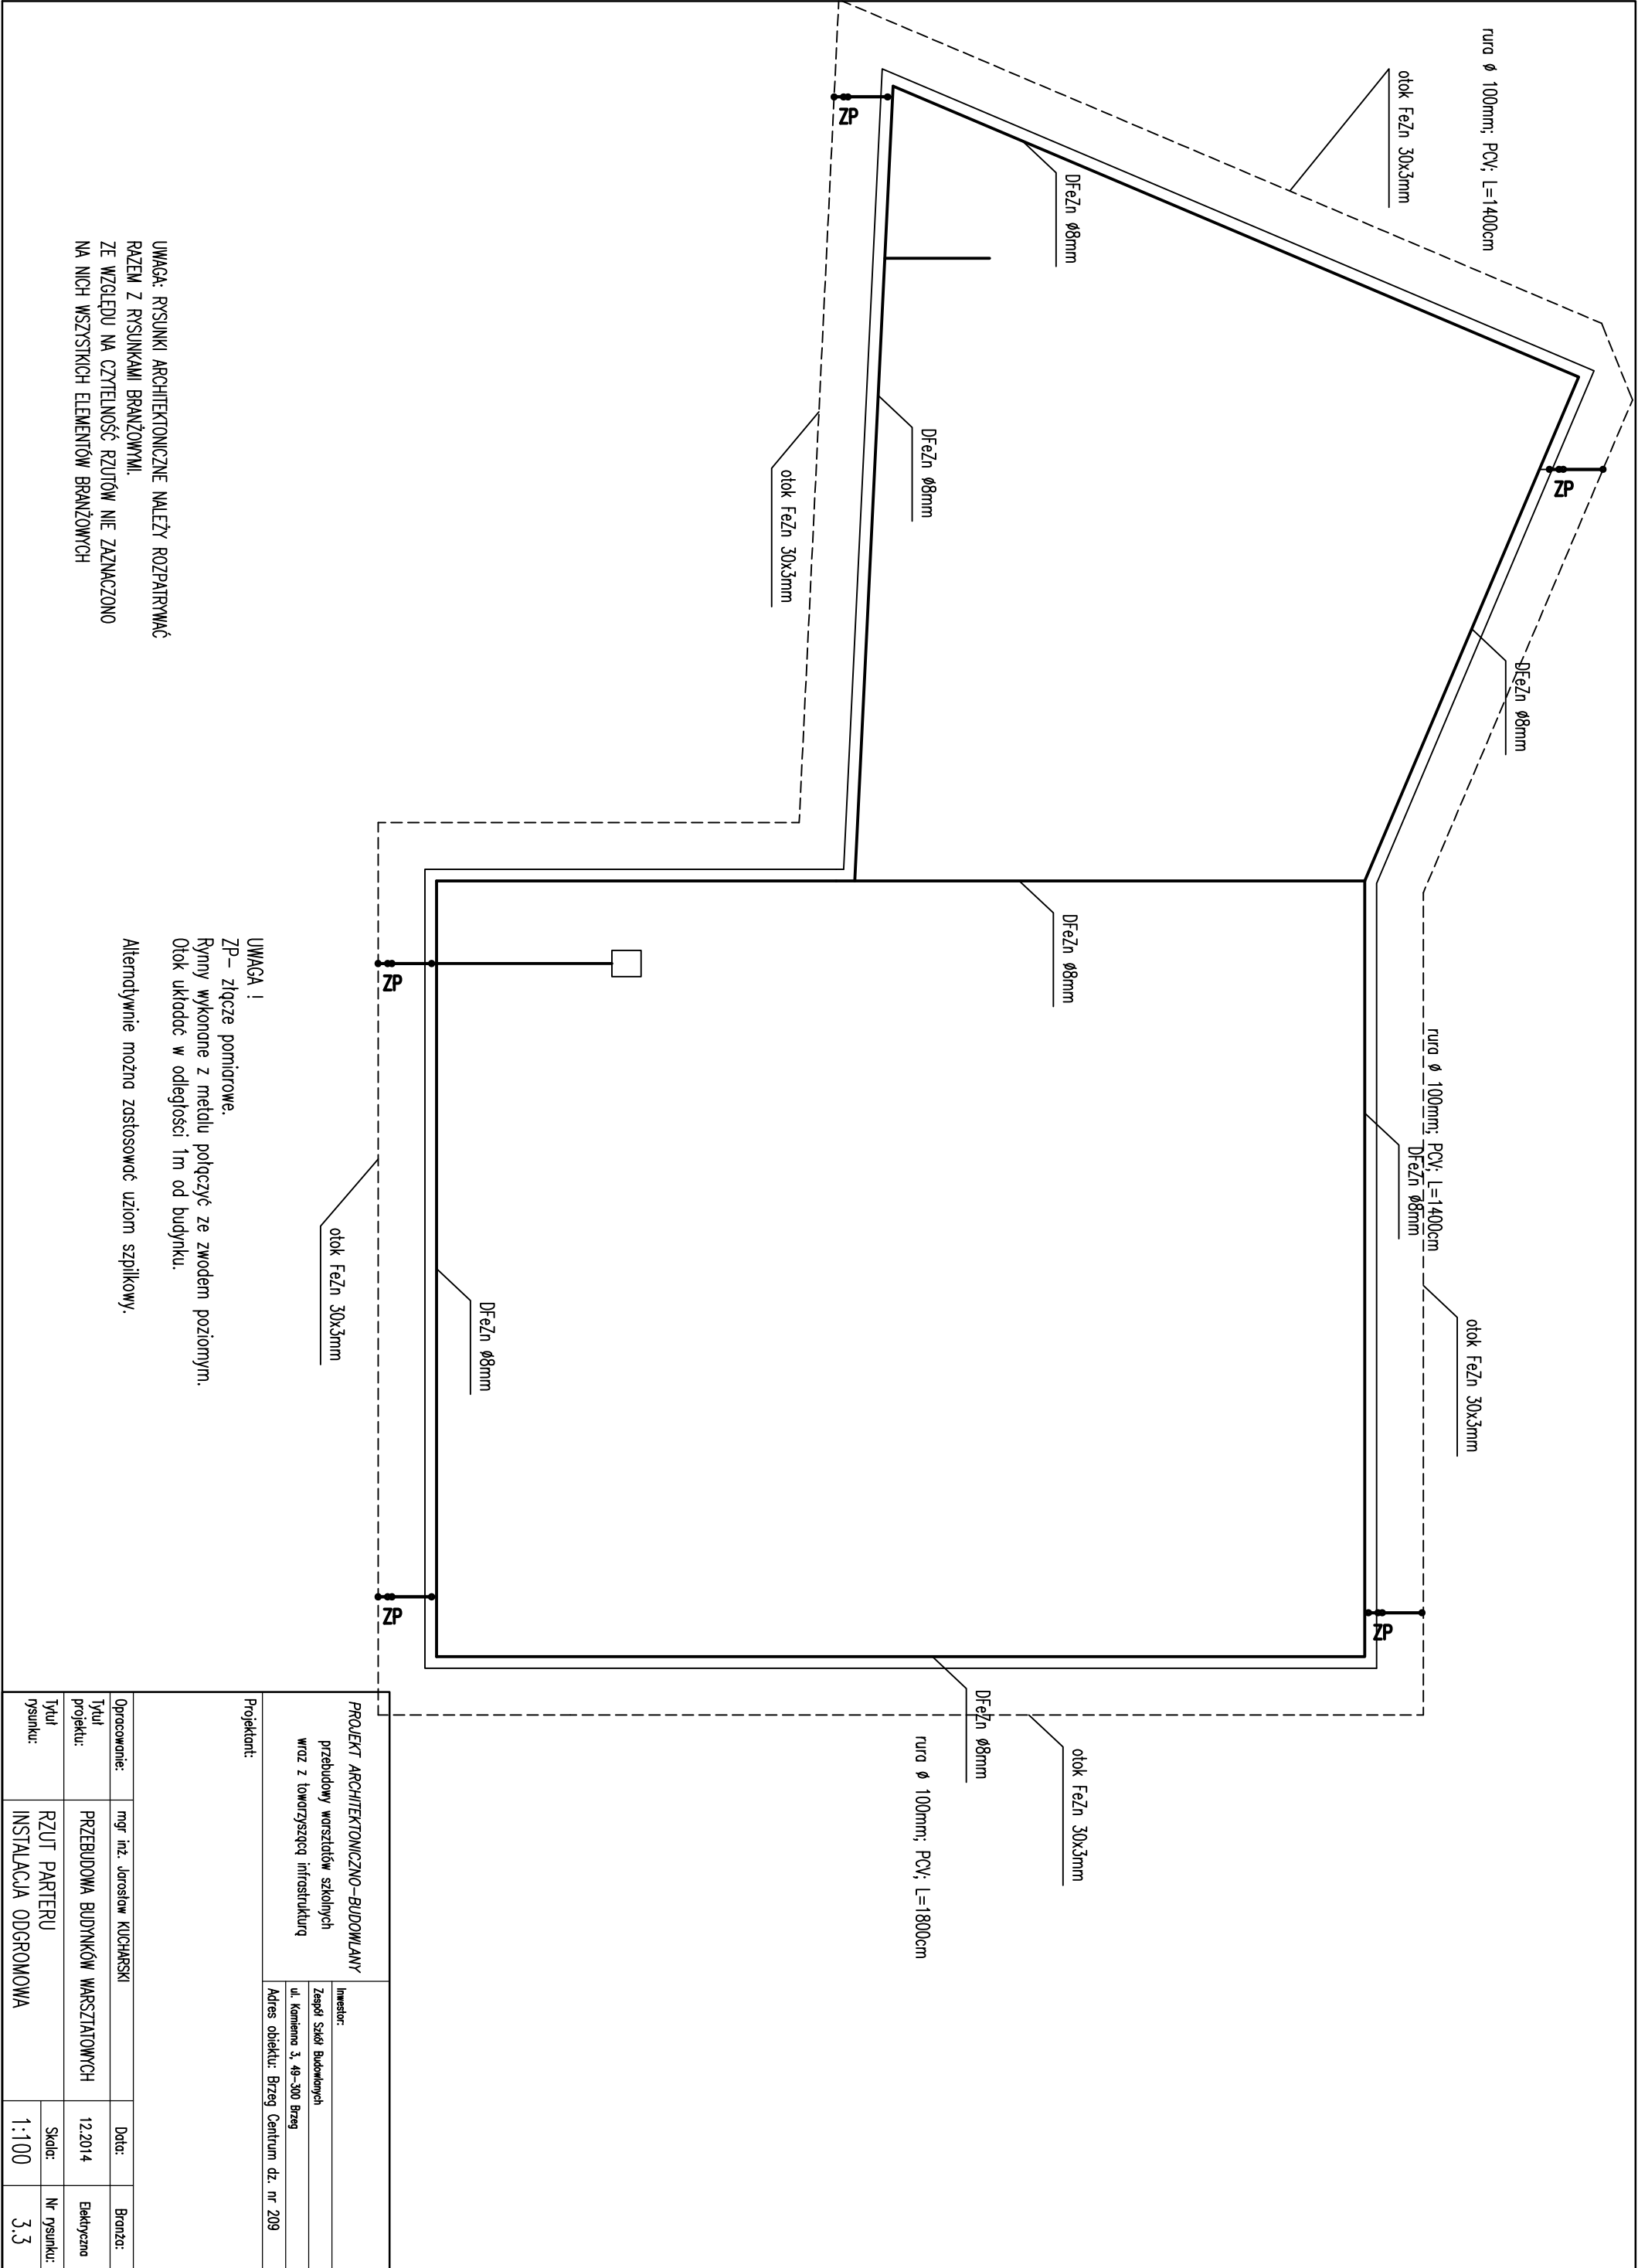 rura ø 100mm; PCV; L=1400cm
otok FeZn 30x3mm
DFeZn ø8mm
ZP
ZP
DFeZn ø8mm
DFeZn ø8mm
otok FeZn 30x3mm
DFeZn ø8mm
rura ø 100mm; PCV; L=1400cm
DFeZn ø8mm
otok FeZn 30x3mm
ZP
ZP
DFeZn ø8mm
otok FeZn 30x3mm
ZP
DFeZn ø8mm
otok FeZn 30x3mm
rura ø 100mm; PCV; L=1800cm
UWAGA: RYSUNKI ARCHITEKTONICZNE NALEŻY ROZPATRYWAĆ
RAZEM Z RYSUNKAMI BRANŻOWYMI.
ZE WZGLĘDU NA CZYTELNOŚĆ RZUTÓW NIE ZAZNACZONO
NA NICH WSZYSTKICH ELEMENTÓW BRANŻOWYCH
UWAGA !
ZP– złącze pomiarowe.
Rynny wykonane z metalu połączyć ze zwodem poziomym.
Otok układać w odległości 1m od budynku.
Alternatywnie można zastosować uziom szpilkowy.
PROJEKT ARCHITEKTONICZNO–BUDOWLANY
przebudowy warsztatów szkolnych
wraz z towarzyszącą infrastrukturą
Inwestor:
Zespół Szkół Budowlanych
ul. Kamienna 3, 49–300 Brzeg
Adres obiektu: Brzeg Centrum dz. nr 209
Projektant:
Opracowanie: mgr inż. Jarosław KUCHARSKI Data: Branża:
Tytuł
projektu: PRZEBUDOWA BUDYNKÓW WARSZTATOWYCH 12.2014 Elektryczna
Tytuł
rysunku:
RZUT PARTERU
INSTALACJA ODGROMOWA
Skala: Nr rysunku:
1:100 3.3